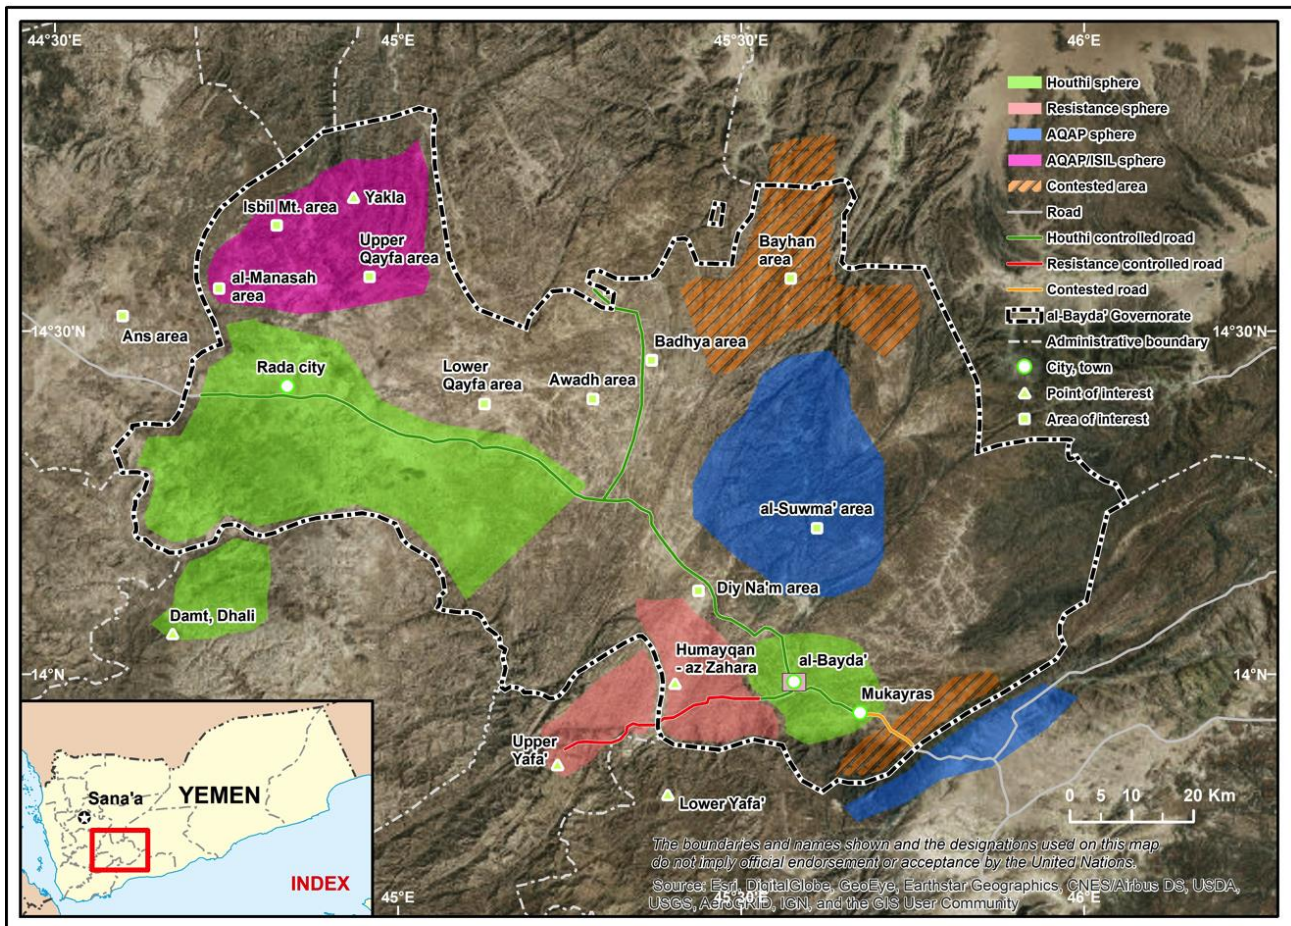 44°30'E
45°E
45°30'E
46°E
Houthi sphere
Resistance sphere
AQAP sphere
AQAP/ISIL sphere
Contested area
Road
Houthi controlled road
Resistance controlled road
Contested road
al-Bayda' Governorate
Administrative boundary
City, town
Point of interest
Area of interest
Isbil Mt. area
Yakla
Upper
Qayfa area
al-Manasah
area
Bayhan
area
Ans area
14°30'N
14°30'N
Rada city
Lower
Qayfa area
Awadh area
Badhya area
al-Suwma' area
Diy Na'm area
Damt, Dhali
Humayqan
- az Zahara
al-Bayda'
Mukayras
14°N
14°N
Upper
Yafa'
Lower Yafa'
Sana'a
YEMEN
INDEX
0 5 10 20 Km
The boundaries and names shown and the designations used on this map
do not imply official endorsement or acceptance by the United Nations.
Source: Esri, DigitalGlobe, GeoEye, Earthstar Geographics, CNES/Airbus DS, USDA,
USGS, AeroGRID, IGN, and the GIS User Community
45°E
45°30'E
46°E